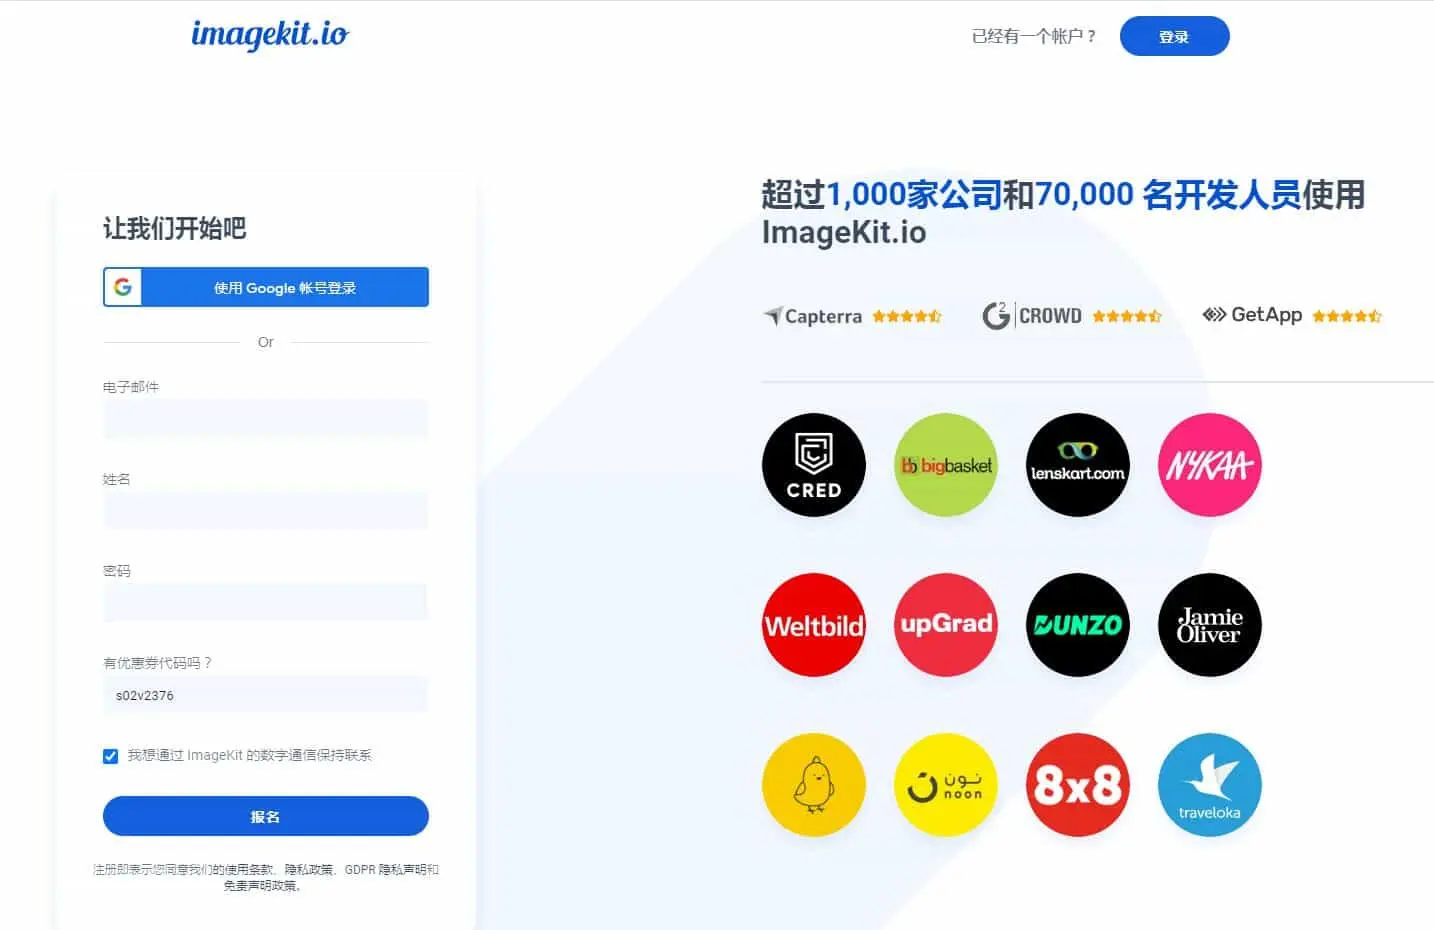 imagekit.io
已经有一个帐户？
登录
让我们开始吧
使用 Google 帐号登录
Or
电子邮件
姓名
密码
有优惠券代码吗？
s02v2376
我想通过 ImageKit 的数字通信保持联系
报名
注册即表示您同意我们的使用条款、隐私政策、GDPR 隐私声明和
免责声明政策。
超过1,000家公司和70,000 名开发人员使用
ImageKit.io
Capterra
G2 CROWD
GetApp
CRED
bb bigbasket
lenskart.com
NYKAA
Weltbild
upGrad
DUNZO
Jamie
Oliver
نون
noon
8x8
traveloka